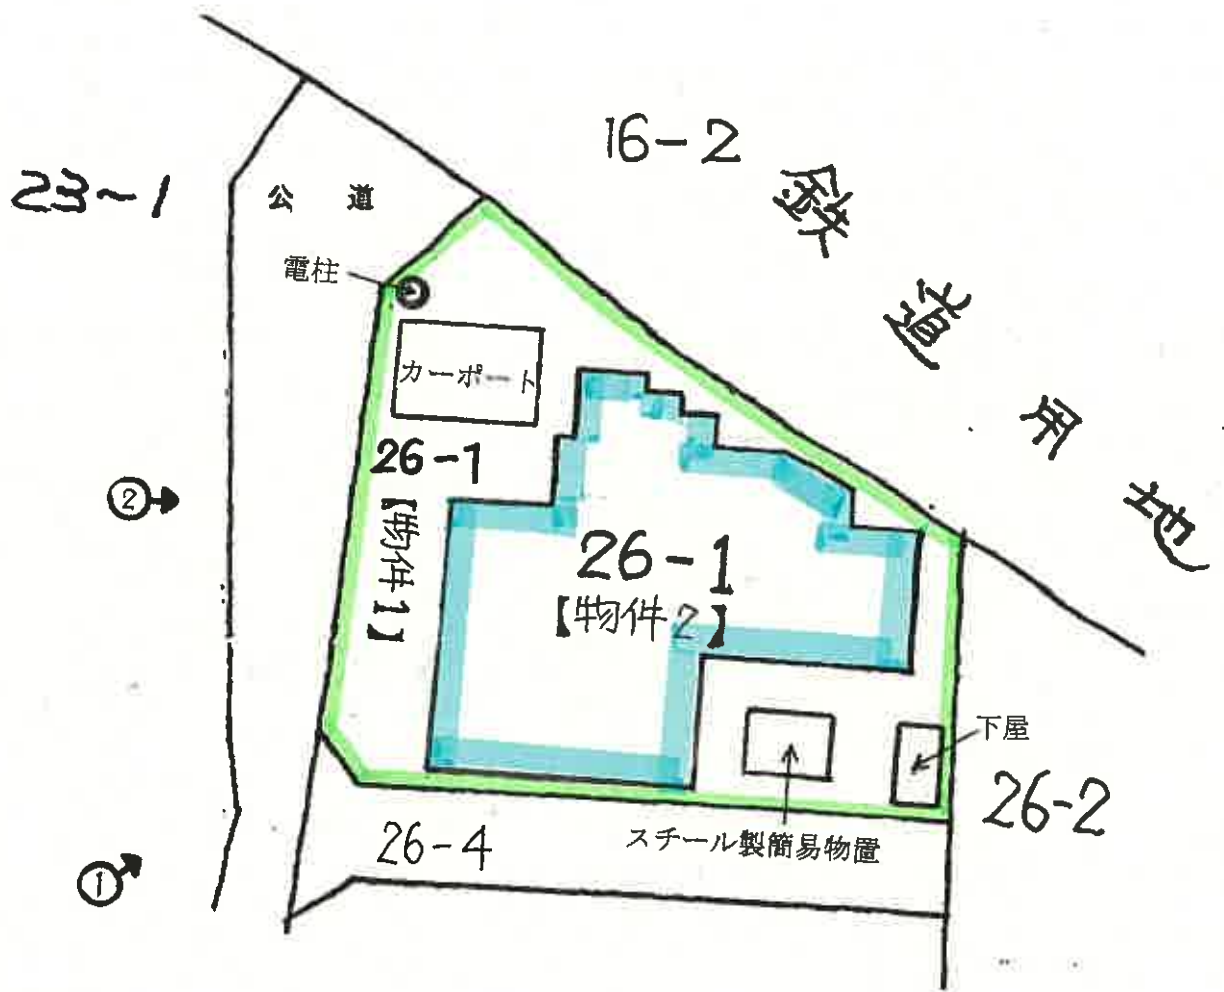 16-2
鉄道用地
23~1
公 道
電柱
カーポート
26-1
【物件1】
②
26-1
【物件2】
下屋
26-2
スチール製簡易物置
26-4
①